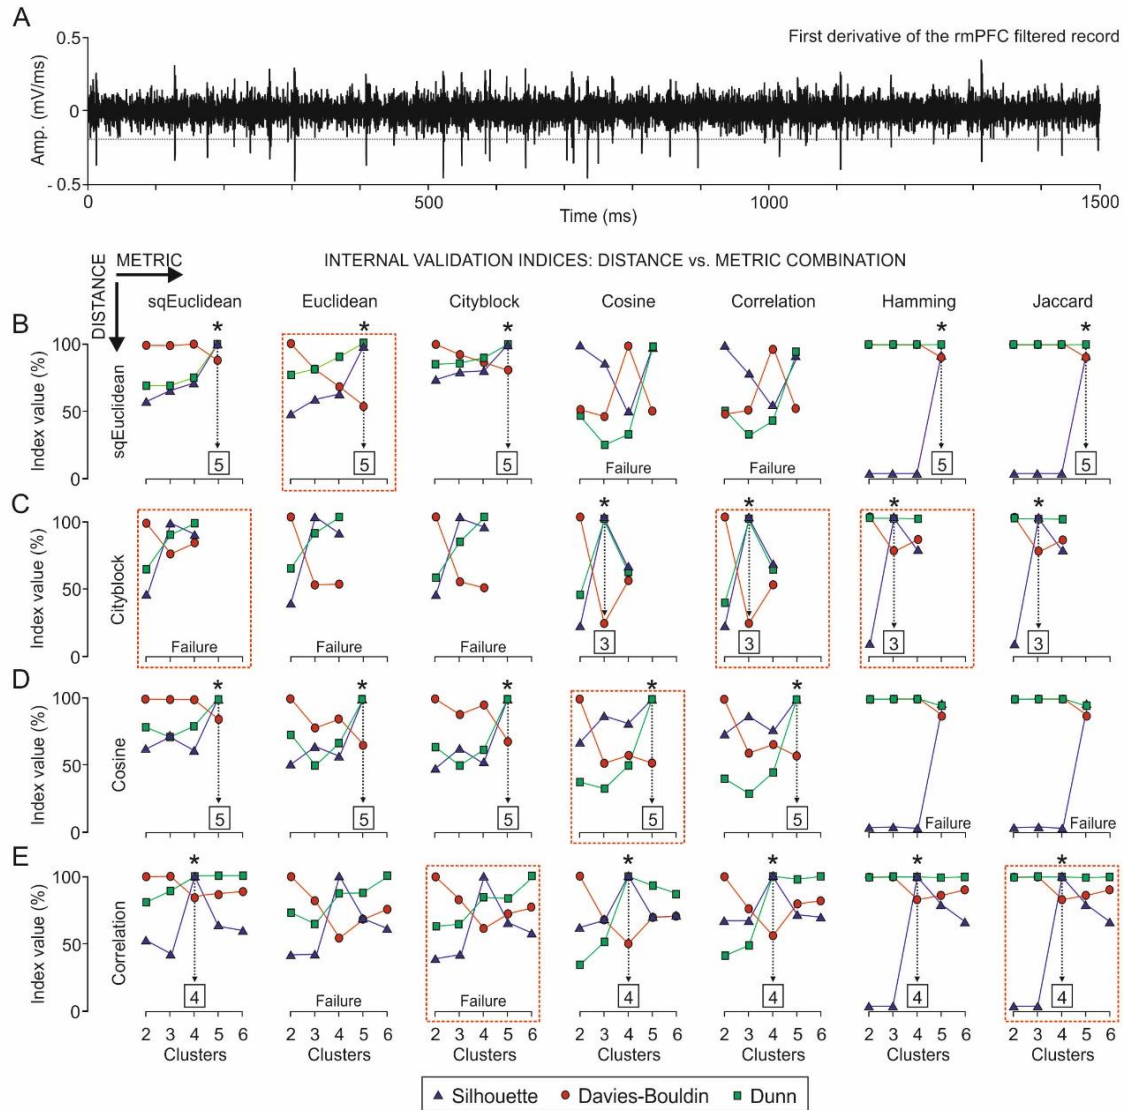 A
First derivative of the rmPFC filtered record
Amp. (mV/ms)
0.5
0
- 0.5
0 500 1000 1500
Time (ms)
DISTANCE
METRIC
INTERNAL VALIDATION INDICES: DISTANCE vs. METRIC COMBINATION
sqEuclidean Euclidean Cityblock Cosine Correlation Hamming Jaccard
B
* * * * *
Index value (%)
sqEuclidean
100
50
0
5 5 5 Failure Failure 5 5
C
* * * *
Index value (%)
Cityblock
100
50
0
Failure Failure Failure 3 3 3 3
D
* * * * *
Index value (%)
Cosine
100
50
0
5 5 5 5 5 Failure Failure
E
* * * * *
Index value (%)
Correlation
100
50
0
4 Failure Failure 4 4 4 4
2 3 4 5 6 2 3 4 5 6 2 3 4 5 6 2 3 4 5 6 2 3 4 5 6 2 3 4 5 6 2 3 4 5 6
Clusters Clusters Clusters Clusters Clusters Clusters Clusters
Silhouette Davies-Bouldin Dunn